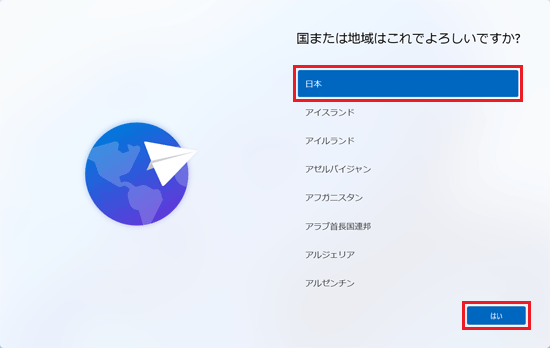 国または地域はこれでよろしいですか?
日本
アイスランド
アイルランド
アゼルバイジャン
アフガニスタン
アラブ首長国連邦
アルジェリア
アルゼンチン
はい